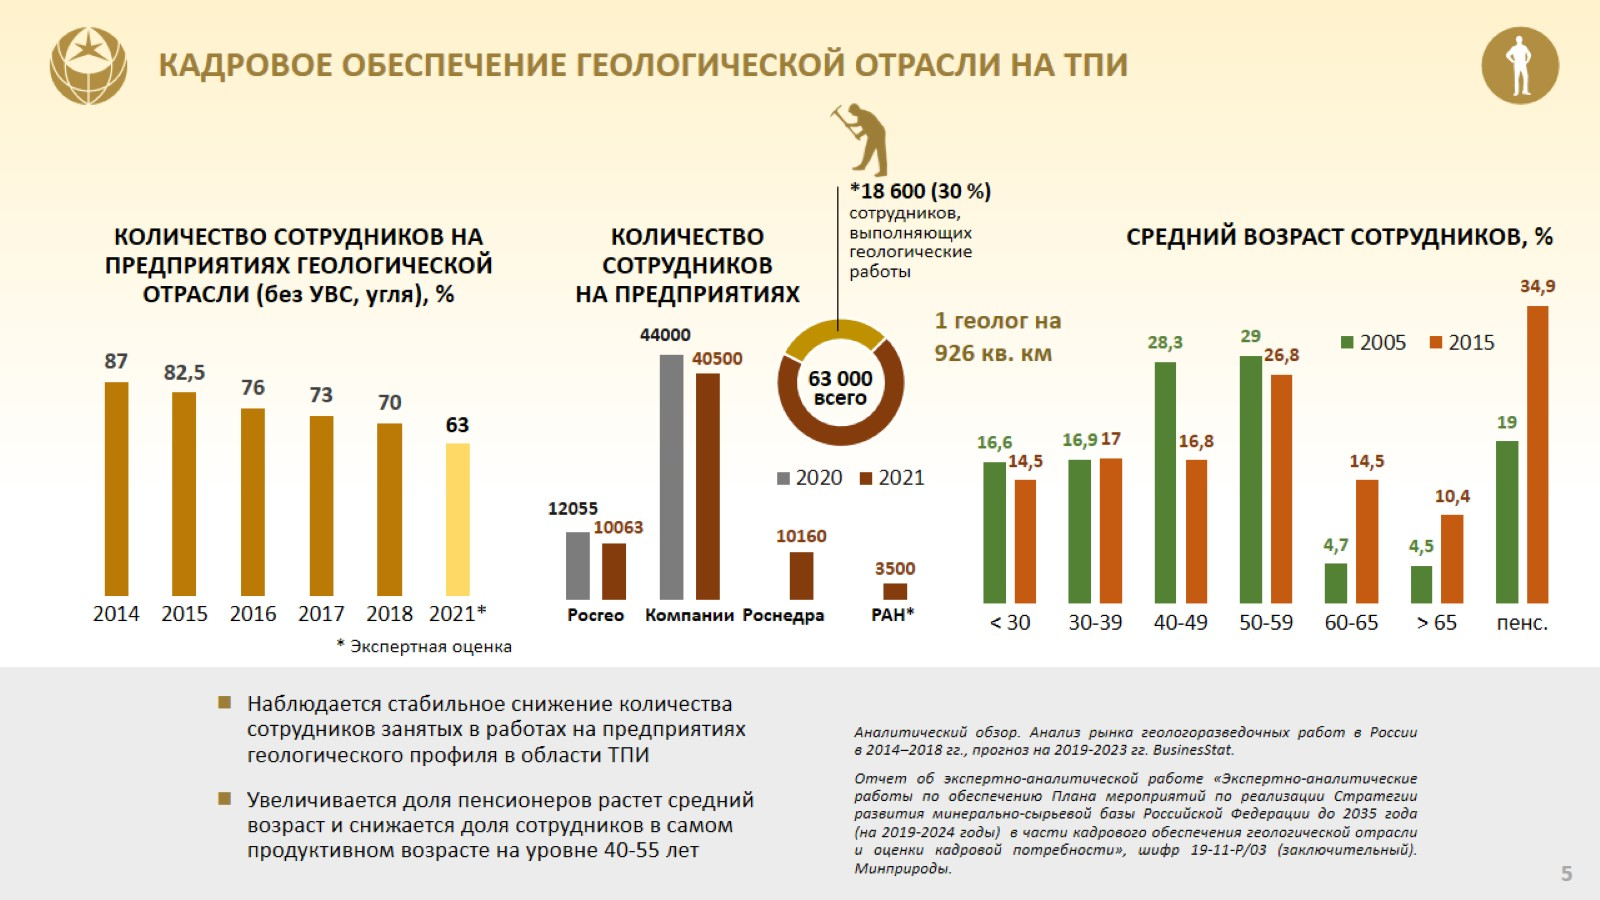 КАДРОВОЕ ОБЕСПЕЧЕНИЕ ГЕОЛОГИЧЕСКОЙ ОТРАСЛИ НА ТПИ
КОЛИЧЕСТВО СОТРУДНИКОВ НА
ПРЕДПРИЯТИЯХ ГЕОЛОГИЧЕСКОЙ
ОТРАСЛИ (без УВС, угля), %
87
82,5
76
73
70
63
2014
2015
2016
2017
2018
2021*
* Экспертная оценка
КОЛИЧЕСТВО
СОТРУДНИКОВ
НА ПРЕДПРИЯТИЯХ
*18 600 (30 %)
сотрудников,
выполняющих
геологические
работы
63 000
всего
1 геолог на
926 кв. км
2020
2021
12055
10063
44000
40500
10160
3500
Росгео
Компании
Роснедра
РАН*
СРЕДНИЙ ВОЗРАСТ СОТРУДНИКОВ, %
2005
2015
16,6
14,5
16,9
17
28,3
16,8
29
26,8
4,7
14,5
4,5
10,4
19
34,9
< 30
30-39
40-49
50-59
60-65
> 65
пенс.
Наблюдается стабильное снижение количества
сотрудников занятых в работах на предприятиях
геологического профиля в области ТПИ
Увеличивается доля пенсионеров растет средний
возраст и снижается доля сотрудников в самом
продуктивном возрасте на уровне 40-55 лет
Аналитический обзор. Анализ рынка геологоразведочных работ в России
в 2014–2018 гг., прогноз на 2019-2023 гг. BusinesStat.
Отчет об экспертно-аналитической работе «Экспертно-аналитические
работы по обеспечению Плана мероприятий по реализации Стратегии
развития минерально-сырьевой базы Российской Федерации до 2035 года
(на 2019-2024 годы) в части кадрового обеспечения геологической отрасли
и оценки кадровой потребности», шифр 19-11-Р/03 (заключительный).
Минприроды.
5